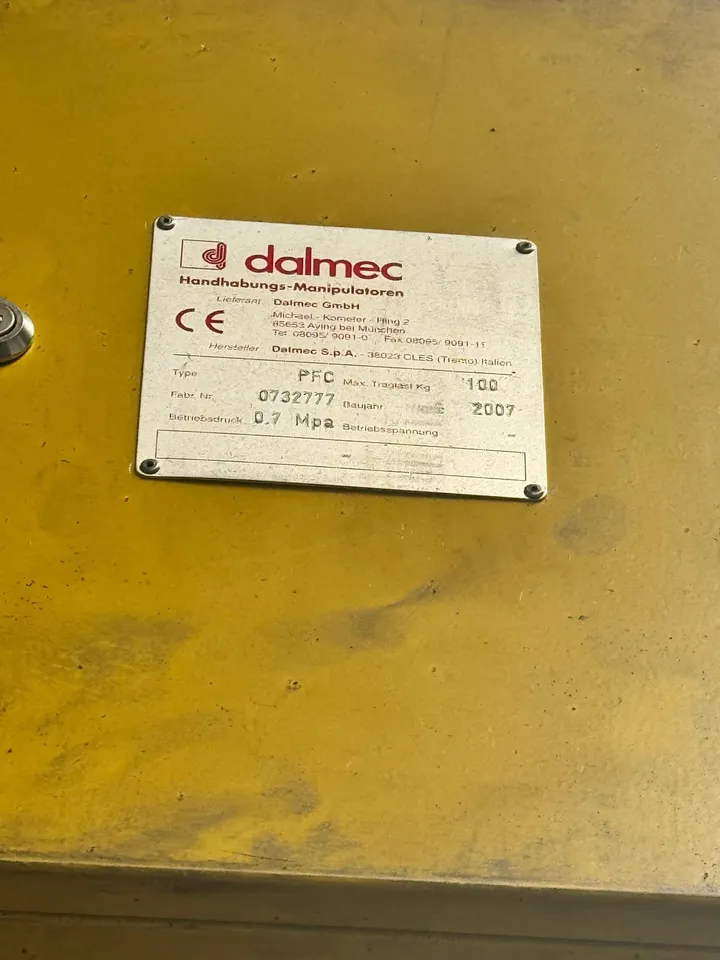 dalmec
Handhabungs-Manipulatoren
Lieferant Dalmec GmbH
Michael - Kometer - Ring 2
85653 Aying bei München
CE Tel. 08095/ 9091-0 Fax 08095/ 9091-11
Hersteller Dalmec S.p.A. - 38023 CLES (Trento) Italien
Type PFC Max. Traglast Kg 100
Fabr. Nr. 0732777 Baujahr 2007
Betriebsdruck 0.7 Mpa Betriebsspannung -
-